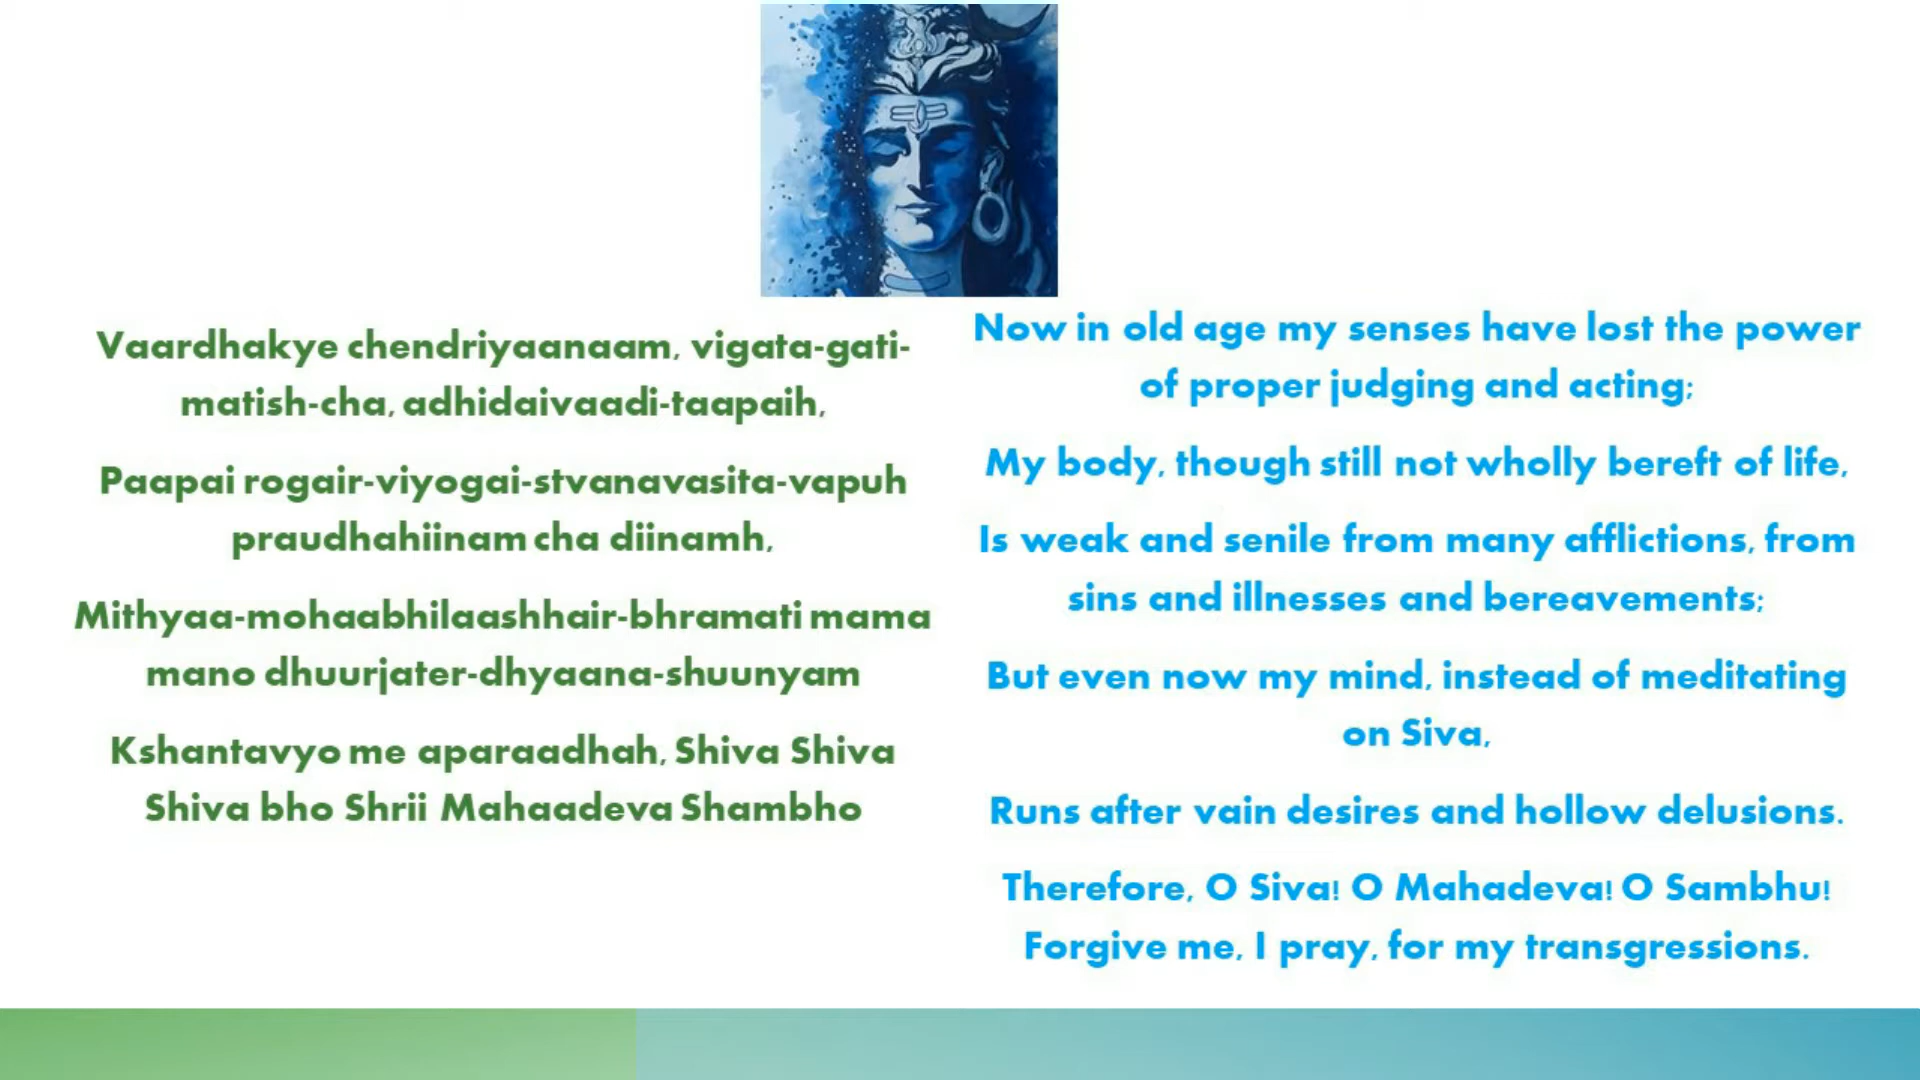 Vaardhakye chendriyaanaam, vigata-gati-
matish-cha, adhidaivaadi-taapaih,
Paapai rogair-viyogai-stvanavasita-vapuh
praudhahiinam cha diinamh,
Mithyaa-mohaabhilaashhair-bhramati mama
mano dhuurjater-dhyaana-shuunyam
Kshantavyo me aparaadhah, Shiva Shiva
Shiva bho Shrii Mahaadeva Shambho
Now in old age my senses have lost the power
of proper judging and acting;
My body, though still not wholly bereft of life,
Is weak and senile from many afflictions, from
sins and illnesses and bereavements;
But even now my mind, instead of meditating
on Siva,
Runs after vain desires and hollow delusions.
Therefore, O Siva! O Mahadeva! O Sambhu!
Forgive me, I pray, for my transgressions.